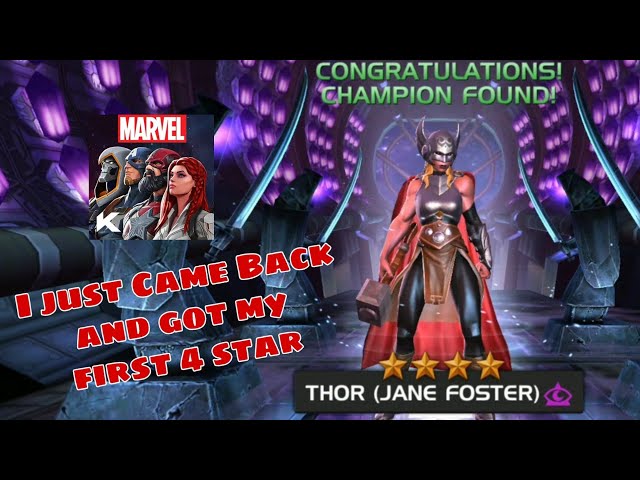 CONGRATULATIONS!
CHAMPION FOUND!
MARVEL
K
I just Came Back
and got my
first 4 star
THOR (JANE FOSTER)